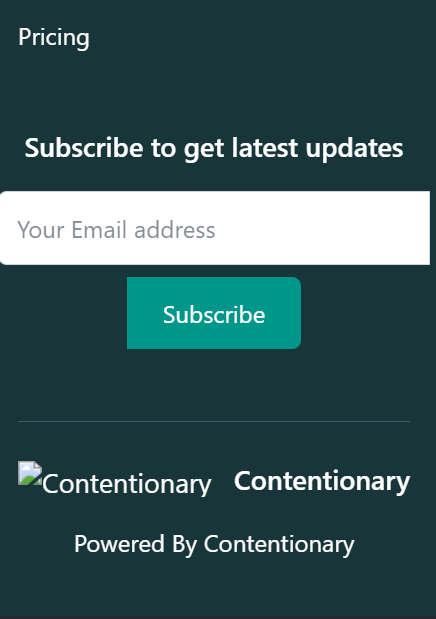 Pricing
Subscribe to get latest updates
Your Email address
Subscribe
Contentionary Contentionary
Powered By Contentionary